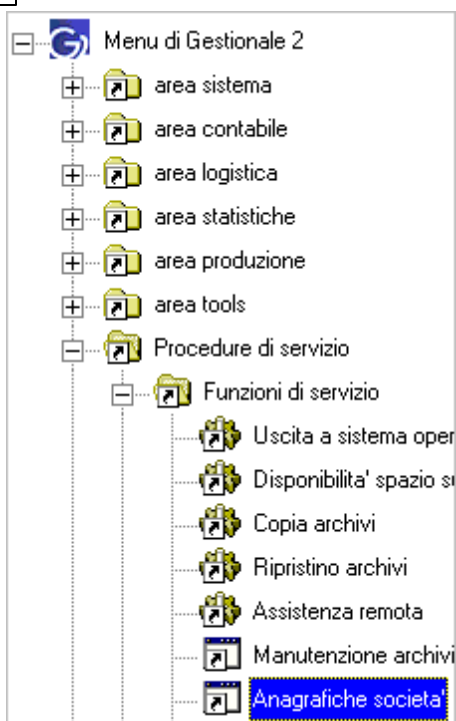 Menu di Gestionale 2
area sistema
area contabile
area logistica
area statistiche
area produzione
area tools
Procedure di servizio
Funzioni di servizio
Uscita a sistema oper
Disponibilita' spazio su
Copia archivi
Ripristino archivi
Assistenza remota
Manutenzione archivi
Anagrafiche societa'